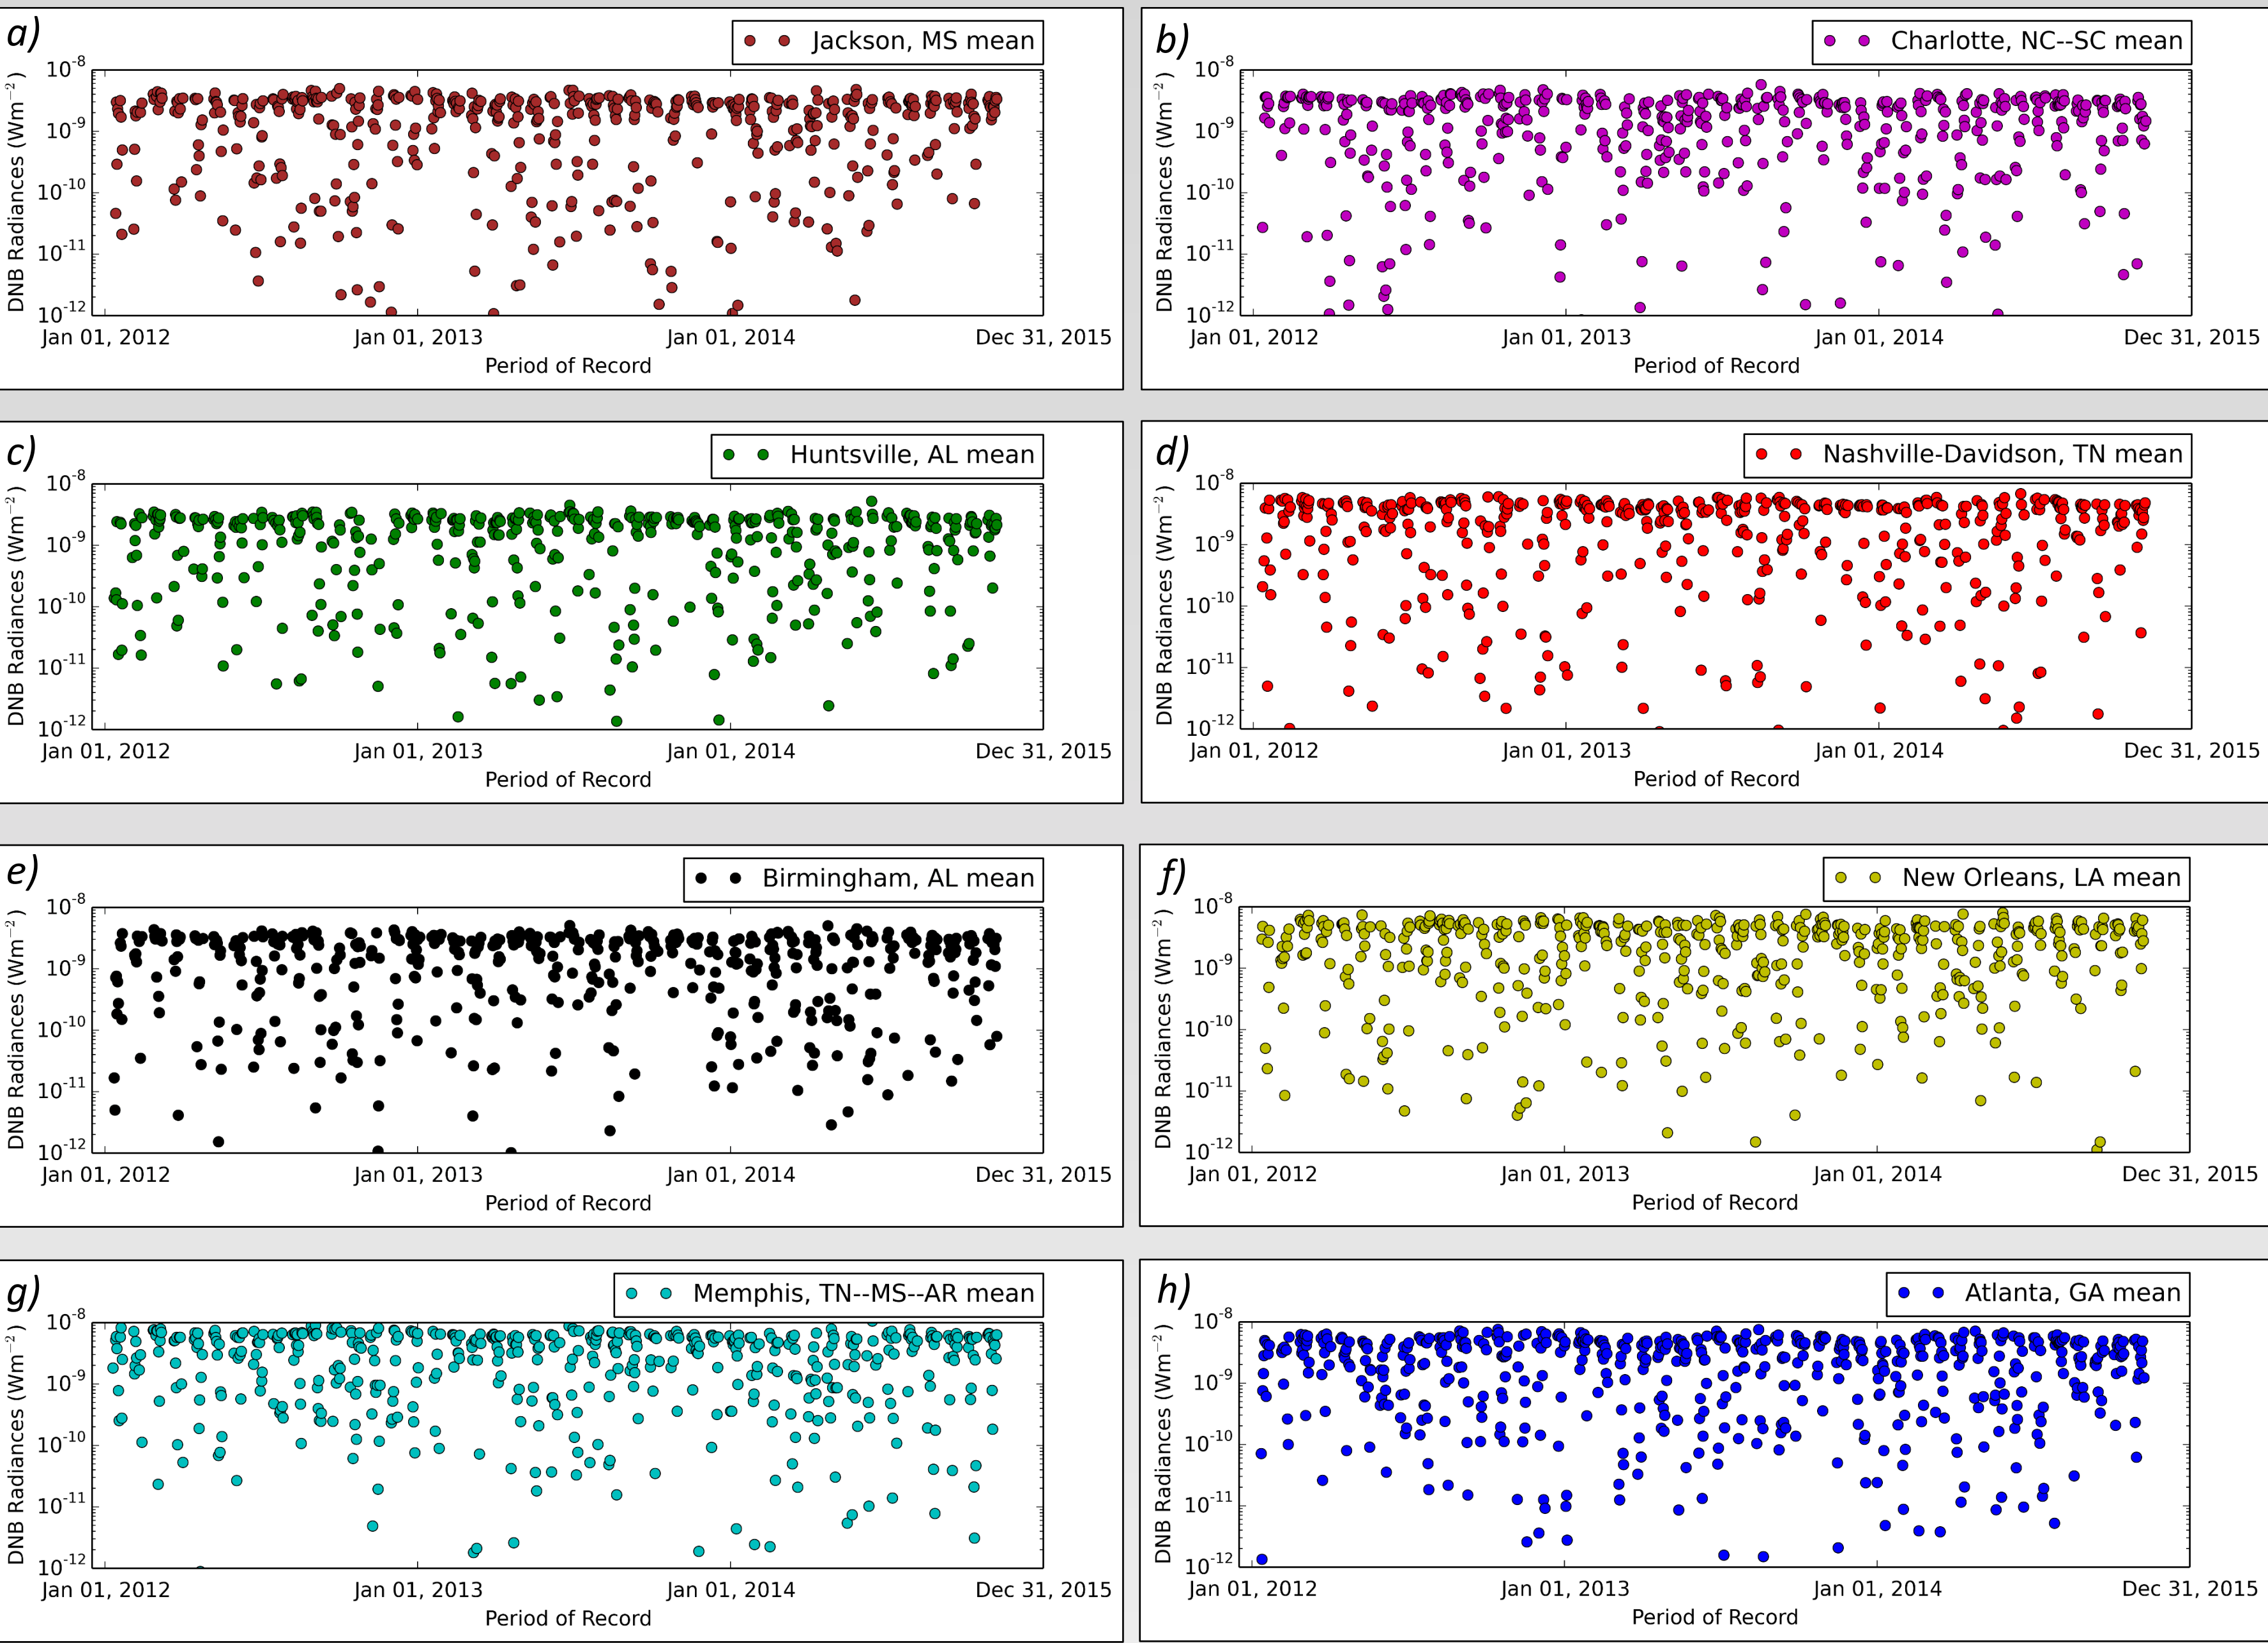 a)
Jackson, MS mean
10⁻⁸
10⁻⁹
10⁻¹⁰
10⁻¹¹
10⁻¹²
DNB Radiances (Wm⁻²)
Jan 01, 2012 Jan 01, 2013 Jan 01, 2014 Dec 31, 2015
Period of Record
b)
Charlotte, NC--SC mean
10⁻⁸
10⁻⁹
10⁻¹⁰
10⁻¹¹
10⁻¹²
DNB Radiances (Wm⁻²)
Jan 01, 2012 Jan 01, 2013 Jan 01, 2014 Dec 31, 2015
Period of Record
c)
Huntsville, AL mean
10⁻⁸
10⁻⁹
10⁻¹⁰
10⁻¹¹
10⁻¹²
DNB Radiances (Wm⁻²)
Jan 01, 2012 Jan 01, 2013 Jan 01, 2014 Dec 31, 2015
Period of Record
d)
Nashville-Davidson, TN mean
10⁻⁸
10⁻⁹
10⁻¹⁰
10⁻¹¹
10⁻¹²
DNB Radiances (Wm⁻²)
Jan 01, 2012 Jan 01, 2013 Jan 01, 2014 Dec 31, 2015
Period of Record
e)
Birmingham, AL mean
10⁻⁸
10⁻⁹
10⁻¹⁰
10⁻¹¹
10⁻¹²
DNB Radiances (Wm⁻²)
Jan 01, 2012 Jan 01, 2013 Jan 01, 2014 Dec 31, 2015
Period of Record
f)
New Orleans, LA mean
10⁻⁸
10⁻⁹
10⁻¹⁰
10⁻¹¹
10⁻¹²
DNB Radiances (Wm⁻²)
Jan 01, 2012 Jan 01, 2013 Jan 01, 2014 Dec 31, 2015
Period of Record
g)
Memphis, TN--MS--AR mean
10⁻⁸
10⁻⁹
10⁻¹⁰
10⁻¹¹
10⁻¹²
DNB Radiances (Wm⁻²)
Jan 01, 2012 Jan 01, 2013 Jan 01, 2014 Dec 31, 2015
Period of Record
h)
Atlanta, GA mean
10⁻⁸
10⁻⁹
10⁻¹⁰
10⁻¹¹
10⁻¹²
DNB Radiances (Wm⁻²)
Jan 01, 2012 Jan 01, 2013 Jan 01, 2014 Dec 31, 2015
Period of Record